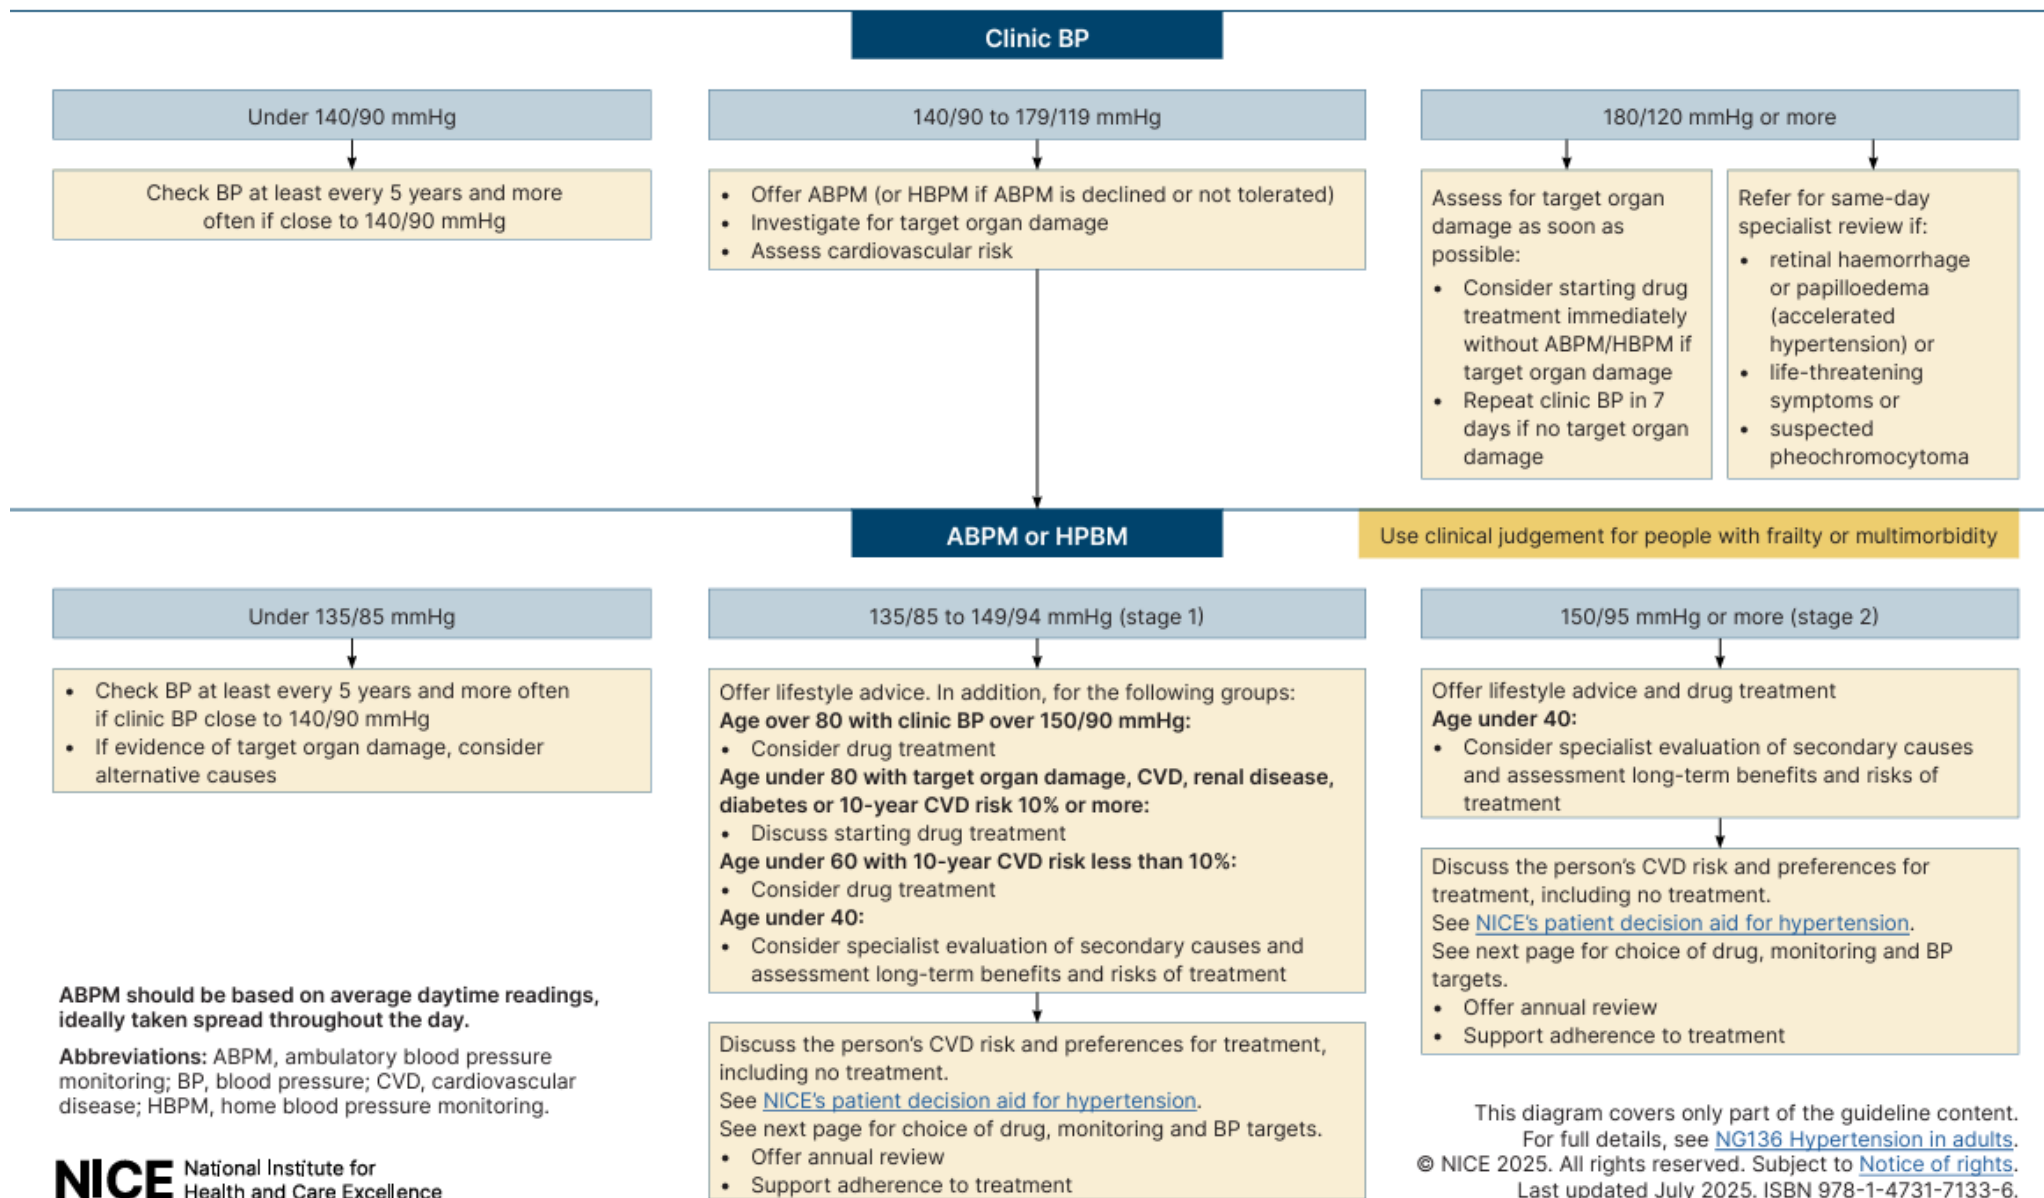 Clinic BP
Under 140/90 mmHg
Check BP at least every 5 years and more
often if close to 140/90 mmHg
140/90 to 179/119 mmHg
• Offer ABPM (or HBPM if ABPM is declined or not tolerated)
• Investigate for target organ damage
• Assess cardiovascular risk
180/120 mmHg or more
Assess for target organ
damage as soon as
possible:
• Consider starting drug
treatment immediately
without ABPM/HBPM if
target organ damage
• Repeat clinic BP in 7
days if no target organ
damage
Refer for same-day
specialist review if:
• retinal haemorrhage
or papilloedema
(accelerated
hypertension) or
• life-threatening
symptoms or
• suspected
pheochromocytoma
ABPM or HPBM
Use clinical judgement for people with frailty or multimorbidity
Under 135/85 mmHg
• Check BP at least every 5 years and more often
if clinic BP close to 140/90 mmHg
• If evidence of target organ damage, consider
alternative causes
135/85 to 149/94 mmHg (stage 1)
Offer lifestyle advice. In addition, for the following groups:
Age over 80 with clinic BP over 150/90 mmHg:
• Consider drug treatment
Age under 80 with target organ damage, CVD, renal disease,
diabetes or 10-year CVD risk 10% or more:
• Discuss starting drug treatment
Age under 60 with 10-year CVD risk less than 10%:
• Consider drug treatment
Age under 40:
• Consider specialist evaluation of secondary causes and
assessment long-term benefits and risks of treatment
Discuss the person's CVD risk and preferences for treatment,
including no treatment.
See NICE's patient decision aid for hypertension.
See next page for choice of drug, monitoring and BP targets.
• Offer annual review
• Support adherence to treatment
150/95 mmHg or more (stage 2)
Offer lifestyle advice and drug treatment
Age under 40:
• Consider specialist evaluation of secondary causes
and assessment long-term benefits and risks of
treatment
Discuss the person's CVD risk and preferences for
treatment, including no treatment.
See NICE's patient decision aid for hypertension.
See next page for choice of drug, monitoring and BP
targets.
• Offer annual review
• Support adherence to treatment
ABPM should be based on average daytime readings,
ideally taken spread throughout the day.
Abbreviations: ABPM, ambulatory blood pressure
monitoring; BP, blood pressure; CVD, cardiovascular
disease; HBPM, home blood pressure monitoring.
NICE National Institute for
Health and Care Excellence
This diagram covers only part of the guideline content.
For full details, see NG136 Hypertension in adults.
© NICE 2025. All rights reserved. Subject to Notice of rights.
Last updated July 2025. ISBN 978-1-4731-7133-6.